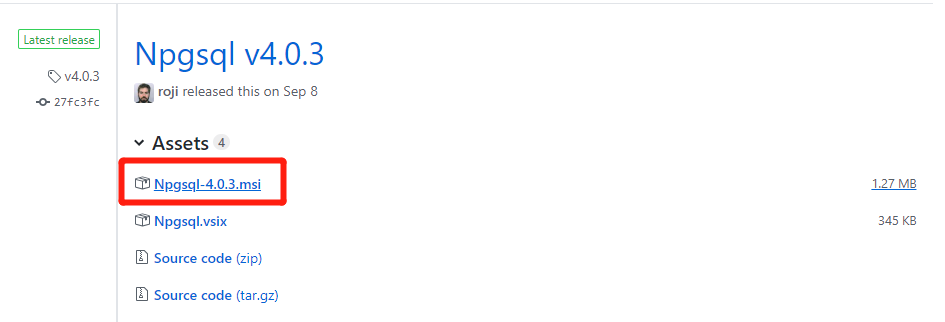 Latest release
v4.0.3
27fc3fc
Npgsql v4.0.3
roji released this on Sep 8
Assets 4
Npgsql-4.0.3.msi 1.27 MB
Npgsql.vsix 345 KB
Source code (zip)
Source code (tar.gz)